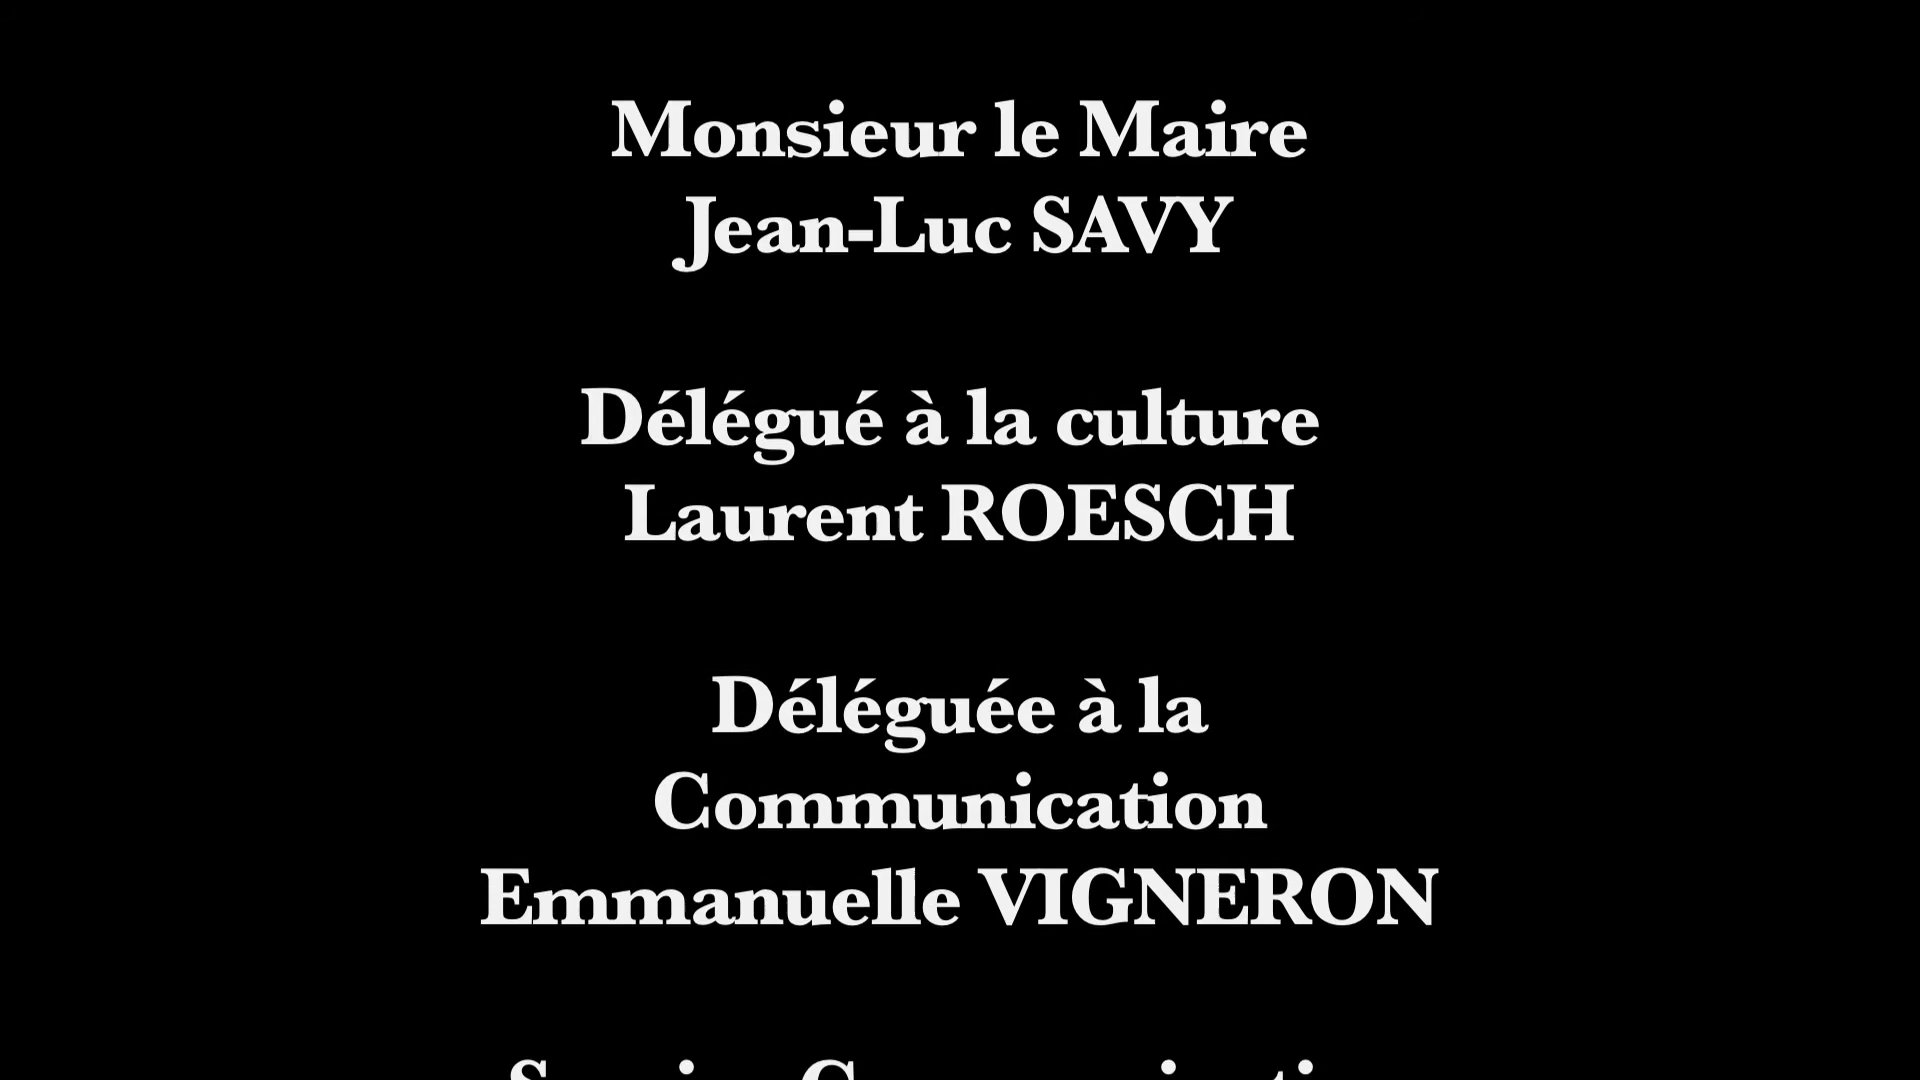 Monsieur le Maire
Jean-Luc SAVY
Délégué à la culture
Laurent ROESCH
Déléguée à la
Communication
Emmanuelle VIGNERON